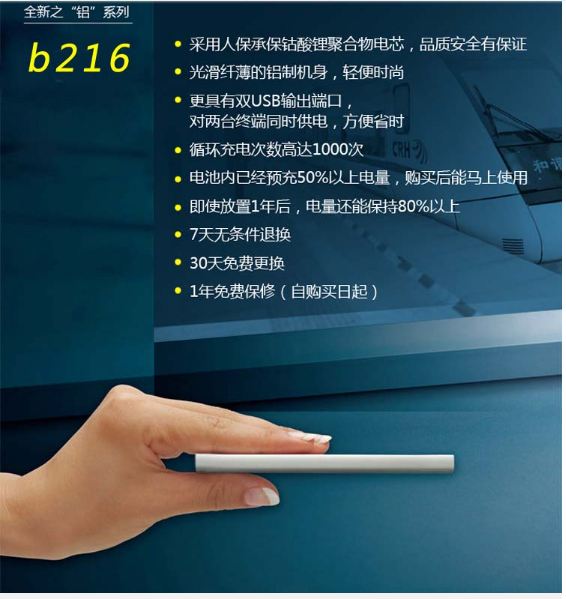 全新之“铝”系列
b216
• 采用人保承保钴酸锂聚合物电芯，品质安全有保证
• 光滑纤薄的铝制机身，轻便时尚
• 更具有双USB输出端口，
对两台终端同时供电，方便省时
• 循环充电次数高达1000次
• 电池内已经预充50%以上电量，购买后能马上使用
• 即使放置1年后，电量还能保持80%以上
• 7天无条件退换
• 30天免费更换
• 1年免费保修（自购买日起）
CRH
和谐